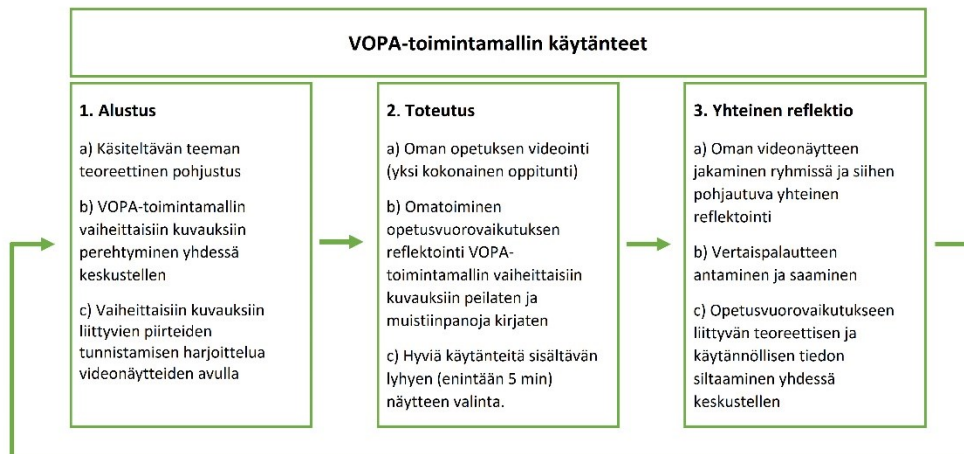 VOPA-toimintamallin käytänteet
1. Alustus
a) Käsiteltävän teeman
teoreettinen pohjustus
b) VOPA-toimintamallin
vaiheittaisiin kuvauksiin
perehtyminen yhdessä
keskustellen
c) Vaiheittaisiin kuvauksiin
liittyvien piirteiden
tunnistamisen harjoittelua
videonäytteiden avulla
2. Toteutus
a) Oman opetuksen videointi
(yksi kokonainen oppitunti)
b) Omatoiminen
opetusvuorovaikutuksen
reflektointi VOPA-
toimintamallin vaiheittaisiin
kuvauksiin peilaten ja
muistiinpanoja kirjaten
c) Hyviä käytänteitä sisältävän
lyhyen (enintään 5 min)
näytteen valinta.
3. Yhteinen reflektio
a) Oman videonäytteen
jakaminen ryhmissä ja siihen
pohjautuva yhteinen
reflektointi
b) Vertaispalautteen
antaminen ja saaminen
c) Opetusvuorovaikutukseen
liittyvän teoreettisen ja
käytännöllisen tiedon
siltaaminen yhdessä
keskustellen